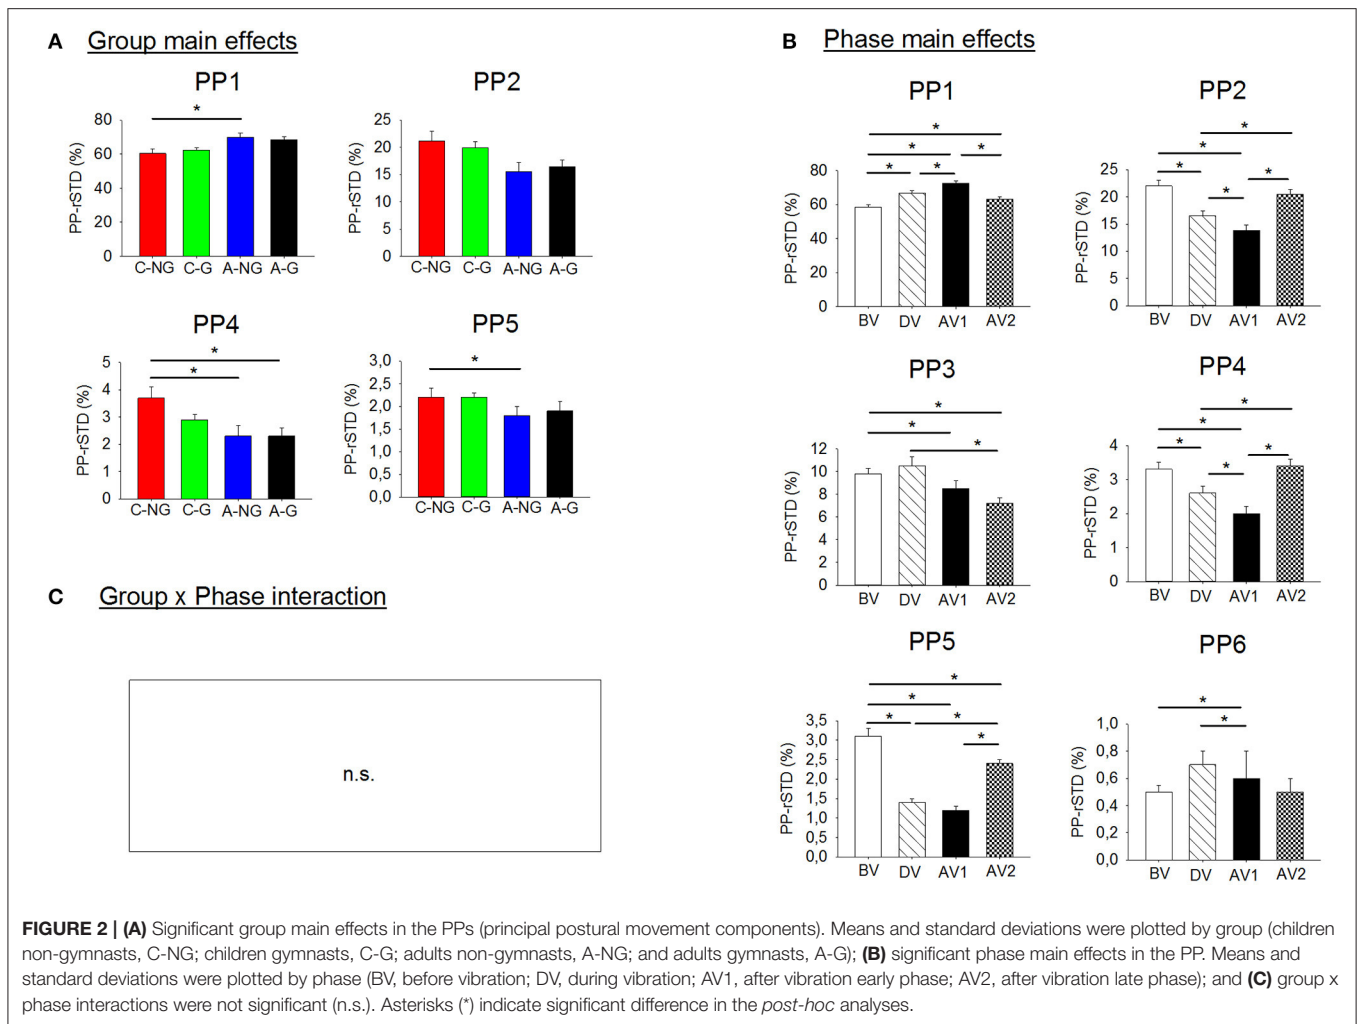 (A) Group main effects
PP1
*
80
60
40
20
0
PP-rSTD (%)
C-NG C-G A-NG A-G
PP2
25
20
15
10
5
0
PP-rSTD (%)
C-NG C-G A-NG A-G
PP4
*
*
5
4
3
2
1
0
PP-rSTD (%)
C-NG C-G A-NG A-G
PP5
*
3,0
2,5
2,0
1,5
1,0
0,5
0,0
PP-rSTD (%)
C-NG C-G A-NG A-G
C Group x Phase interaction
n.s.
B Phase main effects
PP1
*
* *
* *
80
60
40
20
0
PP-rSTD (%)
BV DV AV1 AV2
PP2
*
*
* *
*
25
20
15
10
5
0
PP-rSTD (%)
BV DV AV1 AV2
PP3
*
*
*
12
10
8
6
4
2
0
PP-rSTD (%)
BV DV AV1 AV2
PP4
*
*
* *
*
4
3
2
1
0
PP-rSTD (%)
BV DV AV1 AV2
PP5
*
*
* *
*
3,5
3,0
2,5
2,0
1,5
1,0
0,5
0,0
PP-rSTD (%)
BV DV AV1 AV2
PP6
*
*
1,0
0,8
0,6
0,4
0,2
0,0
PP-rSTD (%)
BV DV AV1 AV2
FIGURE 2 | (A) Significant group main effects in the PPs (principal postural movement components). Means and standard deviations were plotted by group (children
non-gymnasts, C-NG; children gymnasts, C-G; adults non-gymnasts, A-NG; and adults gymnasts, A-G); (B) significant phase main effects in the PP. Means and
standard deviations were plotted by phase (BV, before vibration; DV, during vibration; AV1, after vibration early phase; AV2, after vibration late phase); and (C) group x
phase interactions were not significant (n.s.). Asterisks (*) indicate significant difference in the post-hoc analyses.